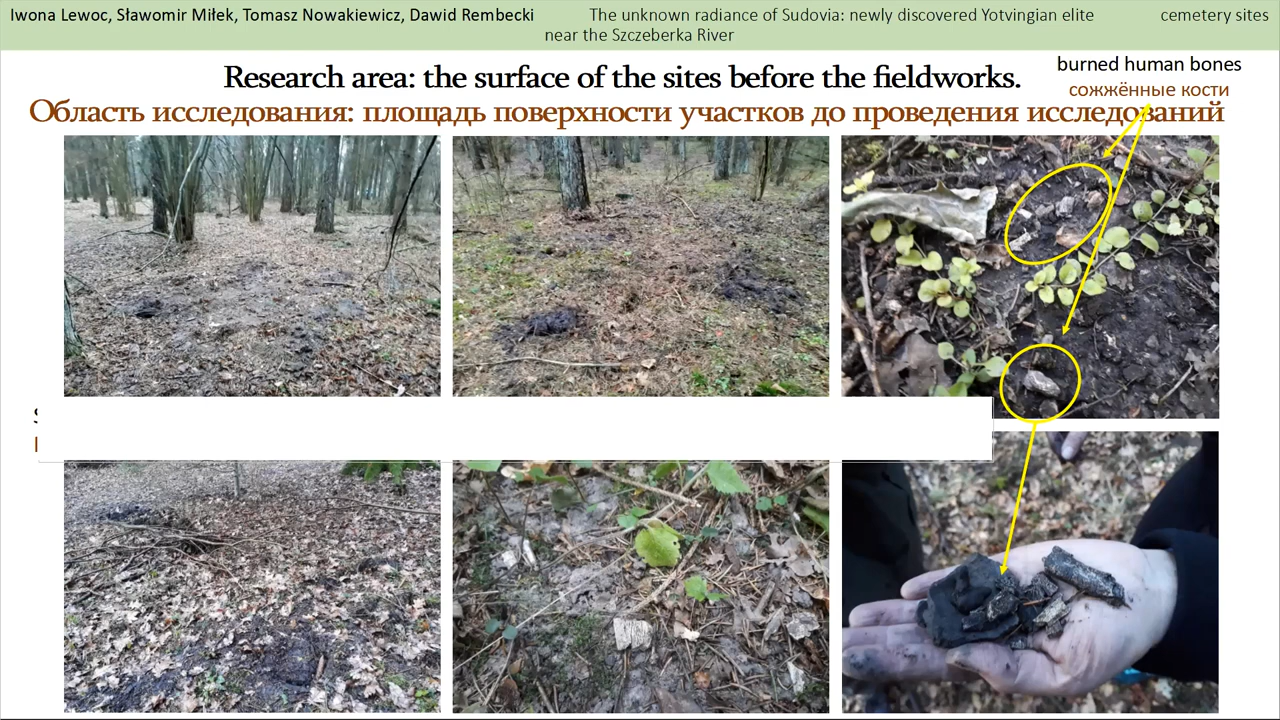 Iwona Lewoc, Sławomir Miłek, Tomasz Nowakiewicz, Dawid Rembecki The unknown radiance of Sudovia: newly discovered Yotvingian elite cemetery sites
near the Szczeberka River
burned human bones
Research area: the surface of the sites before the fieldworks.
сожжённые кости
Область исследования: площадь поверхности участков до проведения исследований